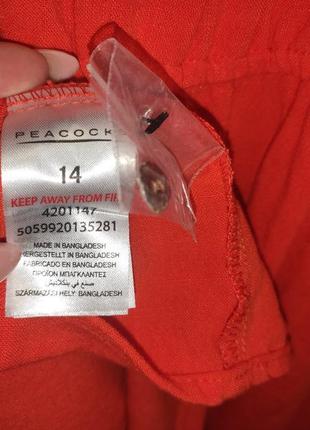 PEACOCK
14
KEEP AWAY FROM FI
4201147
5059920135281
MADE IN BANGLADESH
HERGESTELLT IN BANGLADESH
FABRICADO EN BANGLADESH
ΠΡΟΪΟΝ ΜΠΑΓΚΛΑΝΤΕΣ
صنع في بنغلاديش
SZÁRMAZÁSI HELY: BANGLADESH